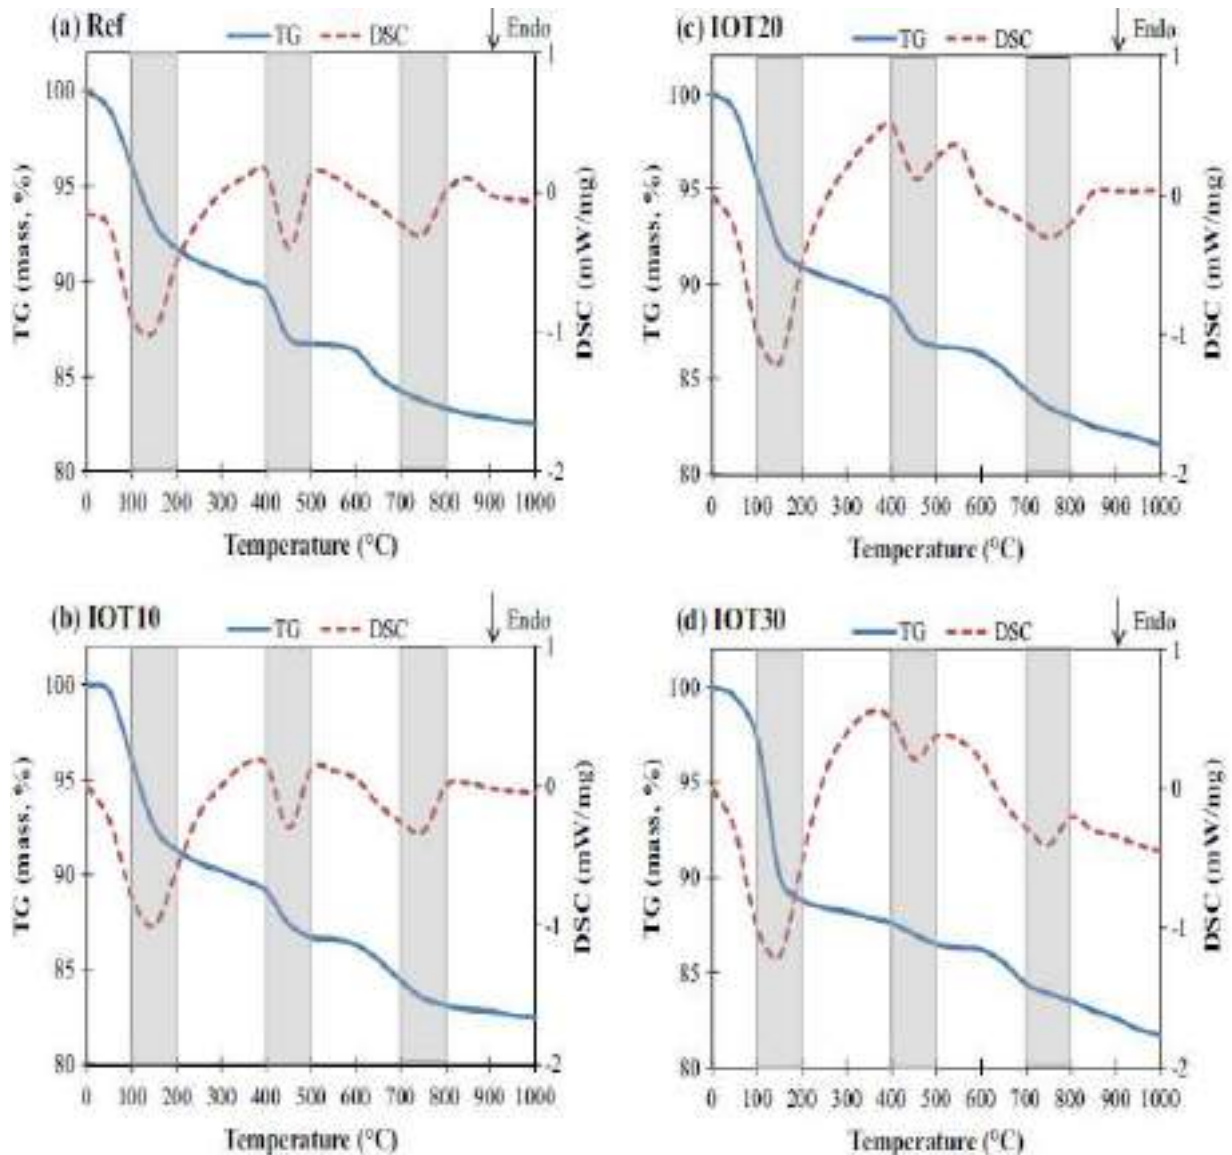 (a) Ref
TG DSC
Endo
TG (mass, %)
100
95
90
85
80
DSC (mW/mg)
1
0
-1
-2
0 100 200 300 400 500 600 700 800 900 1000
Temperature (°C)
(c) IOT20
TG DSC
Endo
TG (mass, %)
100
95
90
85
80
DSC (mW/mg)
1
0
-1
-2
0 100 200 300 400 500 600 700 800 900 1000
Temperature (°C)
(b) IOT10
TG DSC
Endo
TG (mass, %)
100
95
90
85
80
DSC (mW/mg)
1
0
-1
-2
0 100 200 300 400 500 600 700 800 900 1000
Temperature (°C)
(d) IOT30
TG DSC
Endo
TG (mass, %)
100
95
90
85
80
DSC (mW/mg)
1
0
-1
-2
0 100 200 300 400 500 600 700 800 900 1000
Temperature (°C)